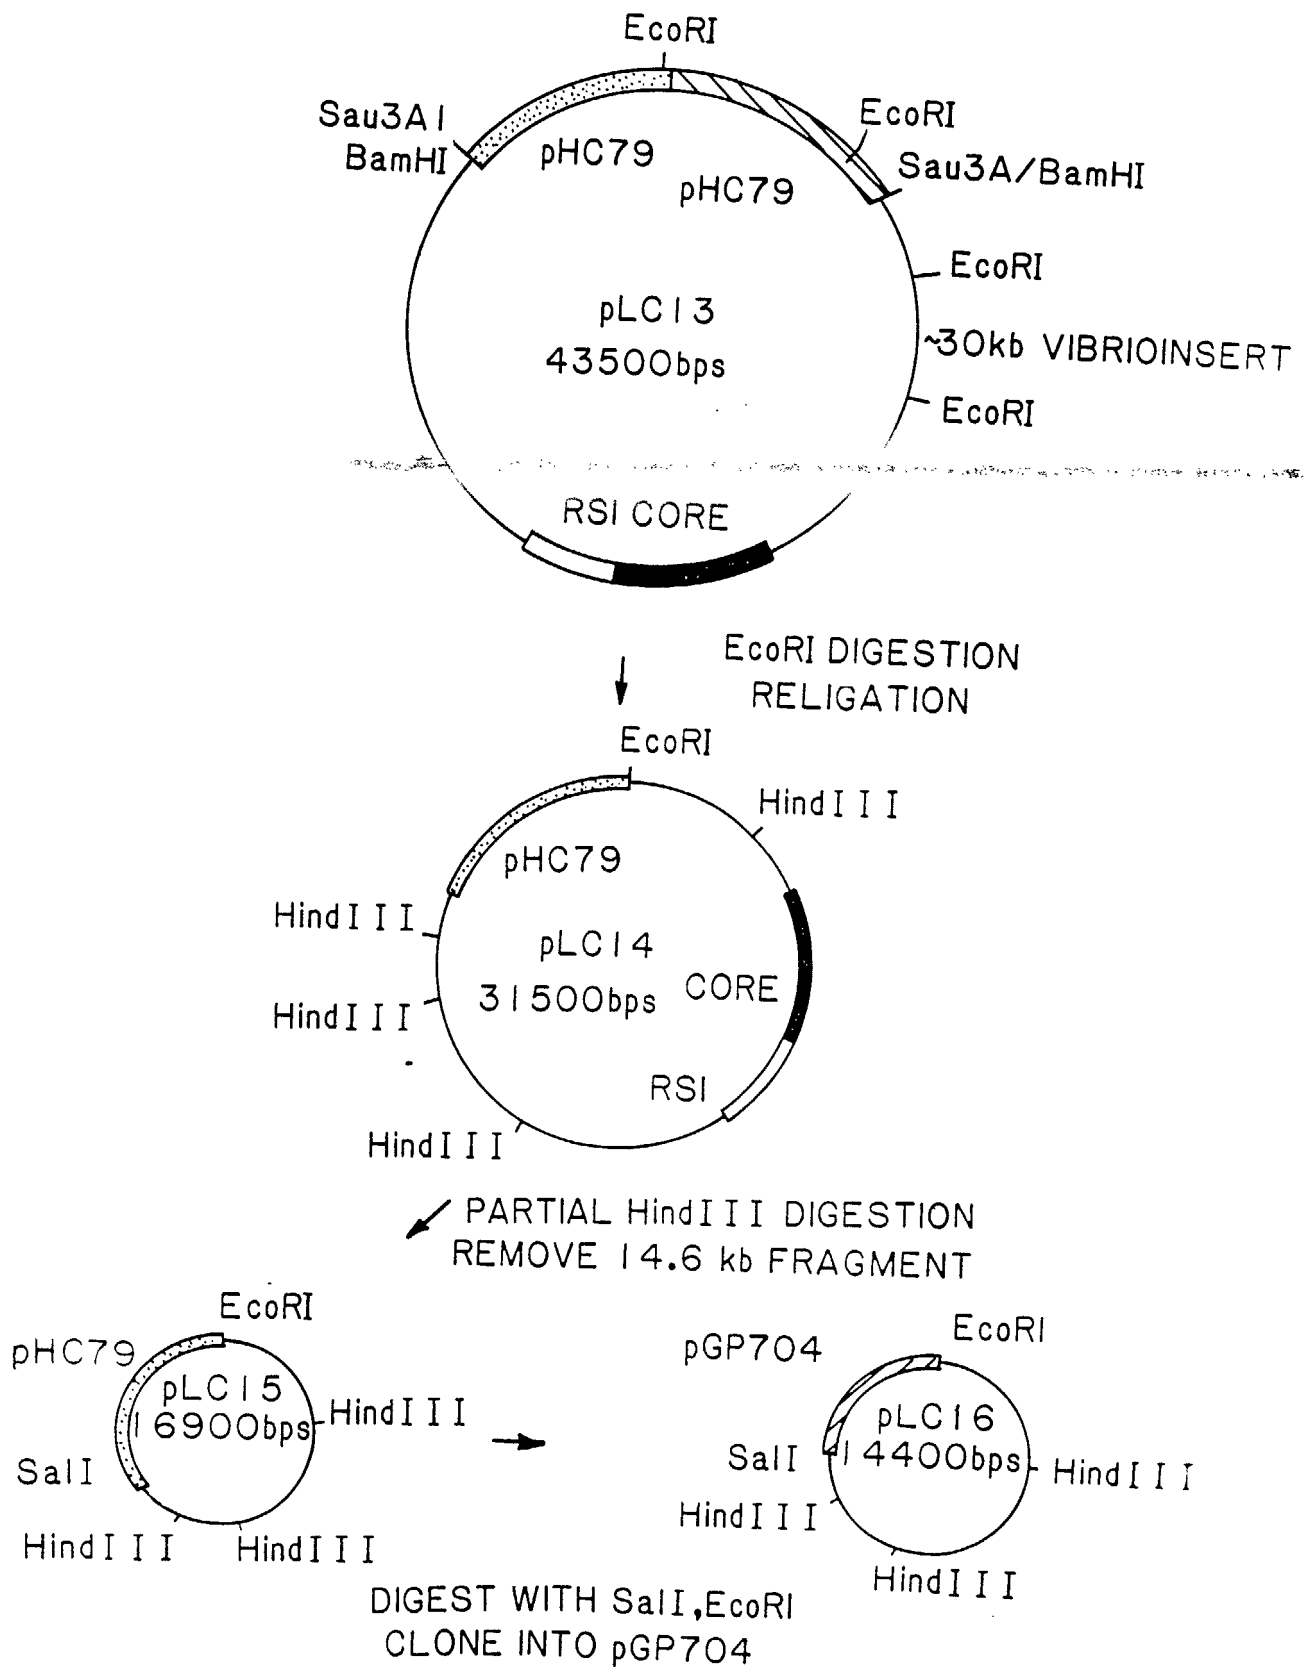 EcoRI
Sau3A I
BamHI
pHC79
pHC79
EcoRI
Sau3A/BamHI
EcoRI
pLC13
43500bps
~30kb VIBRIOINSERT
EcoRI
RSI CORE
EcoRI DIGESTION
RELIGATION
EcoRI
HindIII
pHC79
HindIII
pLC14
31500bps
CORE
HindIII
RSI
HindIII
PARTIAL HindIII DIGESTION
REMOVE 14.6 kb FRAGMENT
EcoRI
pHC79
pLC15
16900bps
HindIII
SalI
HindIII
HindIII
EcoRI
pGP704
pLC16
14400bps
SalI
HindIII
HindIII
HindIII
DIGEST WITH SalI,EcoRI
CLONE INTO pGP704